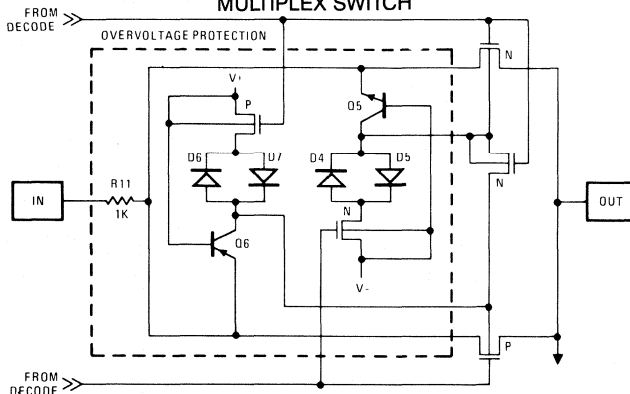 MULTIPLEX SWITCH
FROM
DECODE
OVERVOLTAGE PROTECTION
N
V+
P
Q5
D6
D7
D4
D5
N
R11
1K
IN
OUT
N
Q6
V-
P
FROM
DECODE